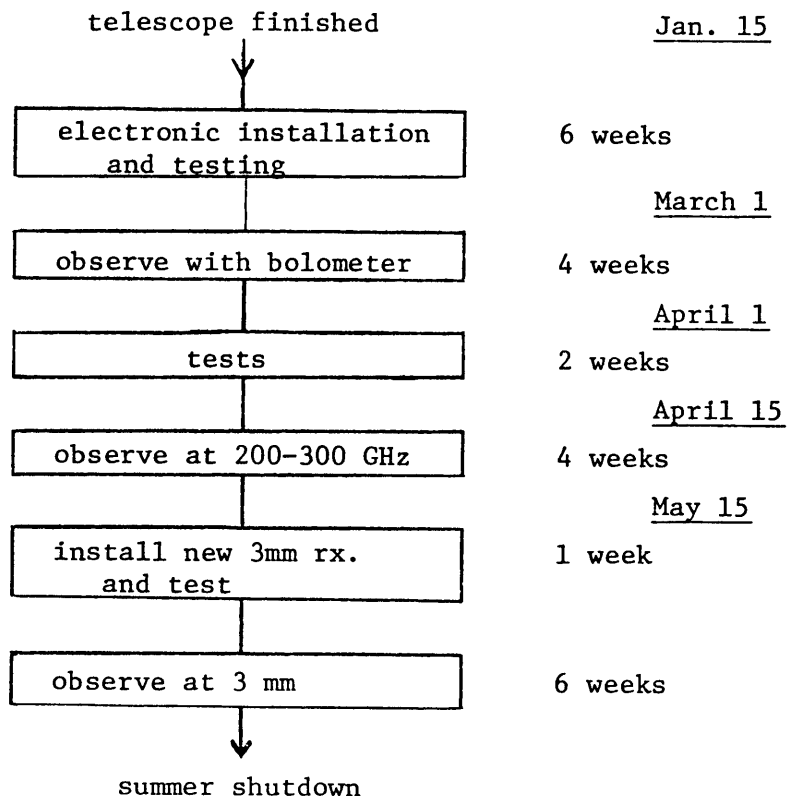 telescope finished
Jan. 15
electronic installation
and testing
6 weeks
March 1
observe with bolometer
4 weeks
April 1
tests
2 weeks
April 15
observe at 200-300 GHz
4 weeks
May 15
install new 3mm rx.
and test
1 week
observe at 3 mm
6 weeks
summer shutdown